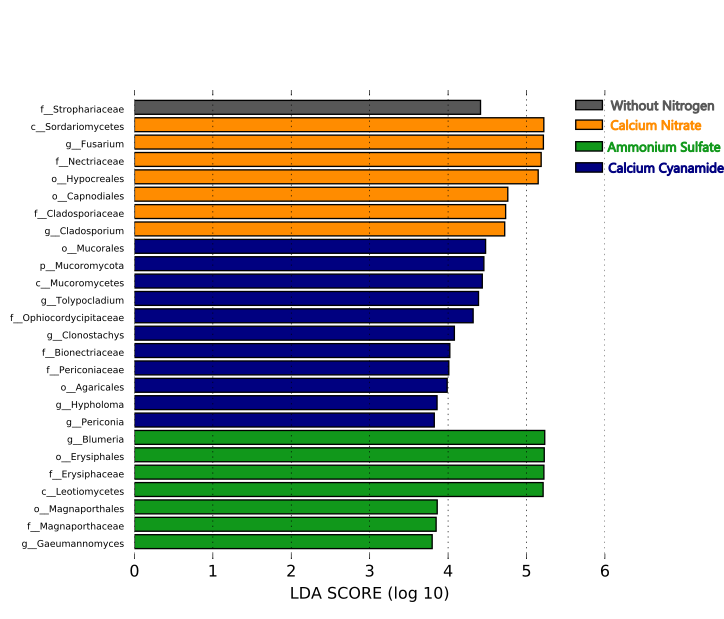 Without Nitrogen
Calcium Nitrate
Ammonium Sulfate
Calcium Cyanamide
f__Strophariaceae
c__Sordariomycetes
g__Fusarium
f__Nectriaceae
o__Hypocreales
o__Capnodiales
f__Cladosporiaceae
g__Cladosporium
o__Mucorales
p__Mucoromycota
c__Mucoromycetes
g__Tolypocladium
f__Ophiocordycipitaceae
g__Clonostachys
f__Bionectriaceae
f__Periconiaceae
o__Agaricales
g__Hypholoma
g__Periconia
g__Blumeria
o__Erysiphales
f__Erysiphaceae
c__Leotiomycetes
o__Magnaporthales
f__Magnaporthaceae
g__Gaeumannomyces
0 1 2 3 4 5 6
LDA SCORE (log 10)